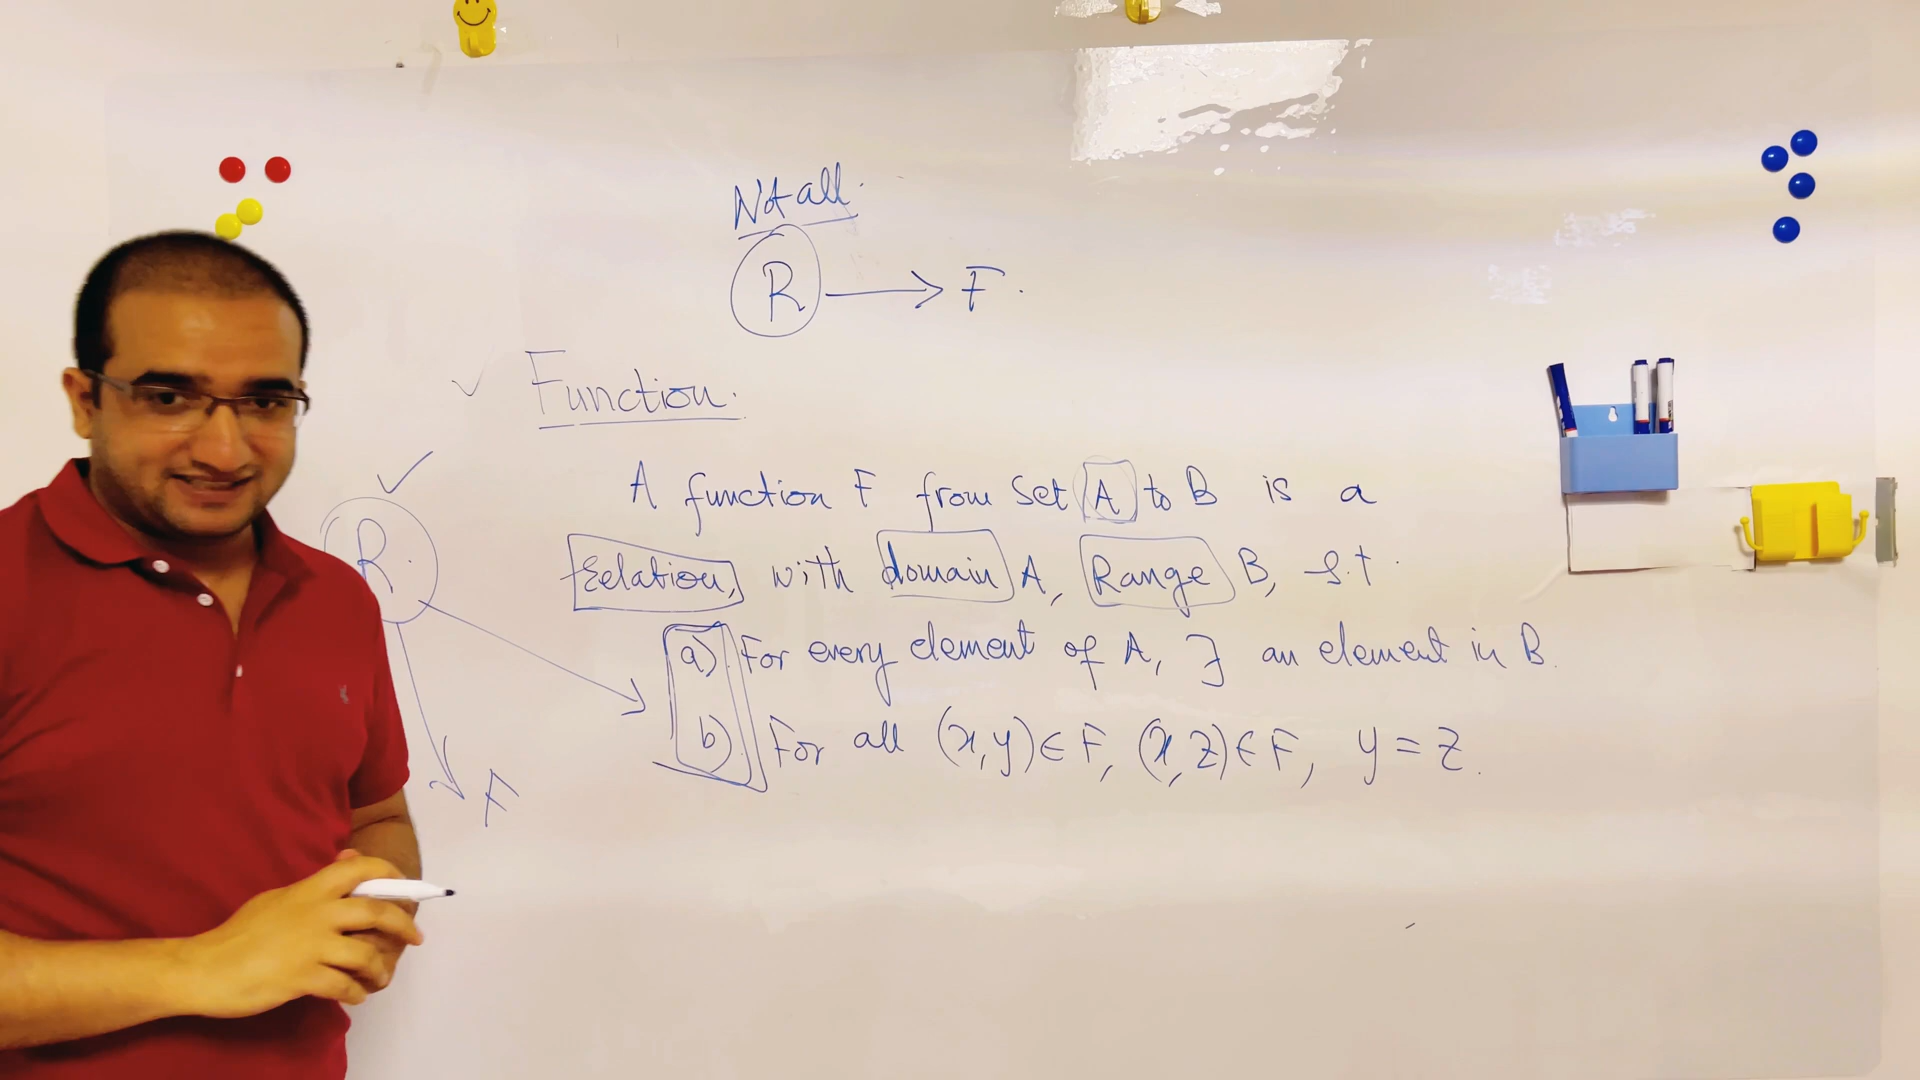 Not all.
R → F.
✓ Function.
A function F from set A to B is a
✓
R.
Relation, with domain A, Range B, s.t.
a). For every element of A, ∃ an element in B.
b). For all (x,y)∈F, (x,z)∈F, y = z.
F